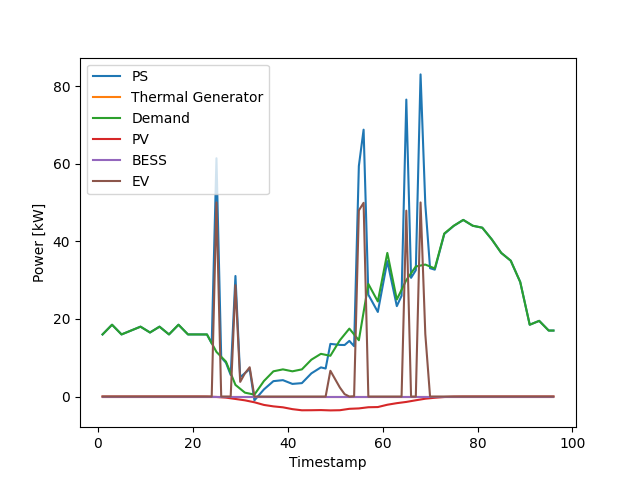 PS
Thermal Generator
Demand
PV
BESS
EV
Power [kW]
80
60
40
20
0
0 20 40 60 80 100
Timestamp